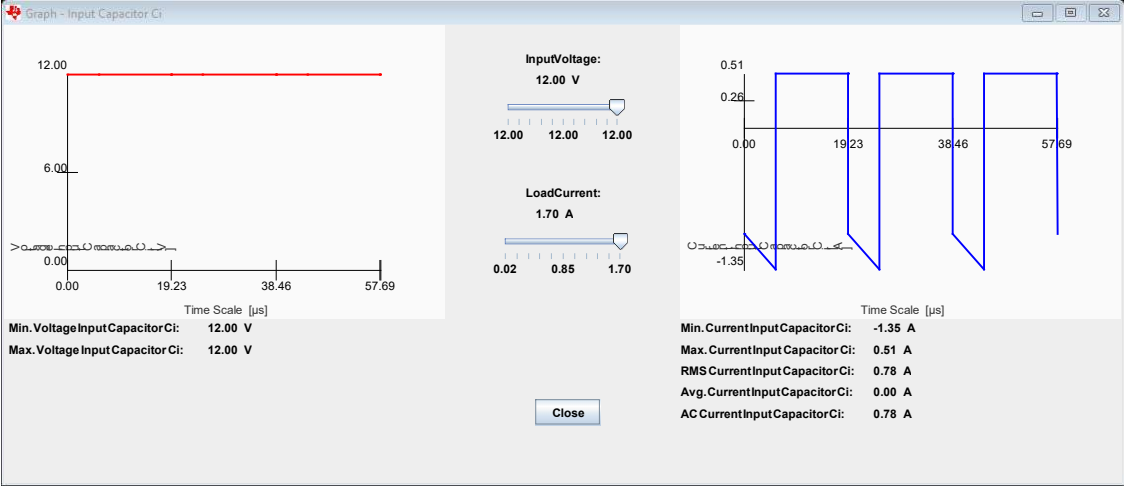 Graph - Input Capacitor Ci
12.00
6.00
0.00
0.00 19.23 38.46 57.69
Time Scale [µs]
Min. Voltage Input Capacitor Ci: 12.00 V
Max. Voltage Input Capacitor Ci: 12.00 V
InputVoltage:
12.00 V
12.00 12.00 12.00
LoadCurrent:
1.70 A
0.02 0.85 1.70
Close
0.51
0.26
0.00 19.23 38.46 57.69
-1.35
Time Scale [µs]
Min. Current Input Capacitor Ci: -1.35 A
Max. Current Input Capacitor Ci: 0.51 A
RMS Current Input Capacitor Ci: 0.78 A
Avg. Current Input Capacitor Ci: 0.00 A
AC Current Input Capacitor Ci: 0.78 A